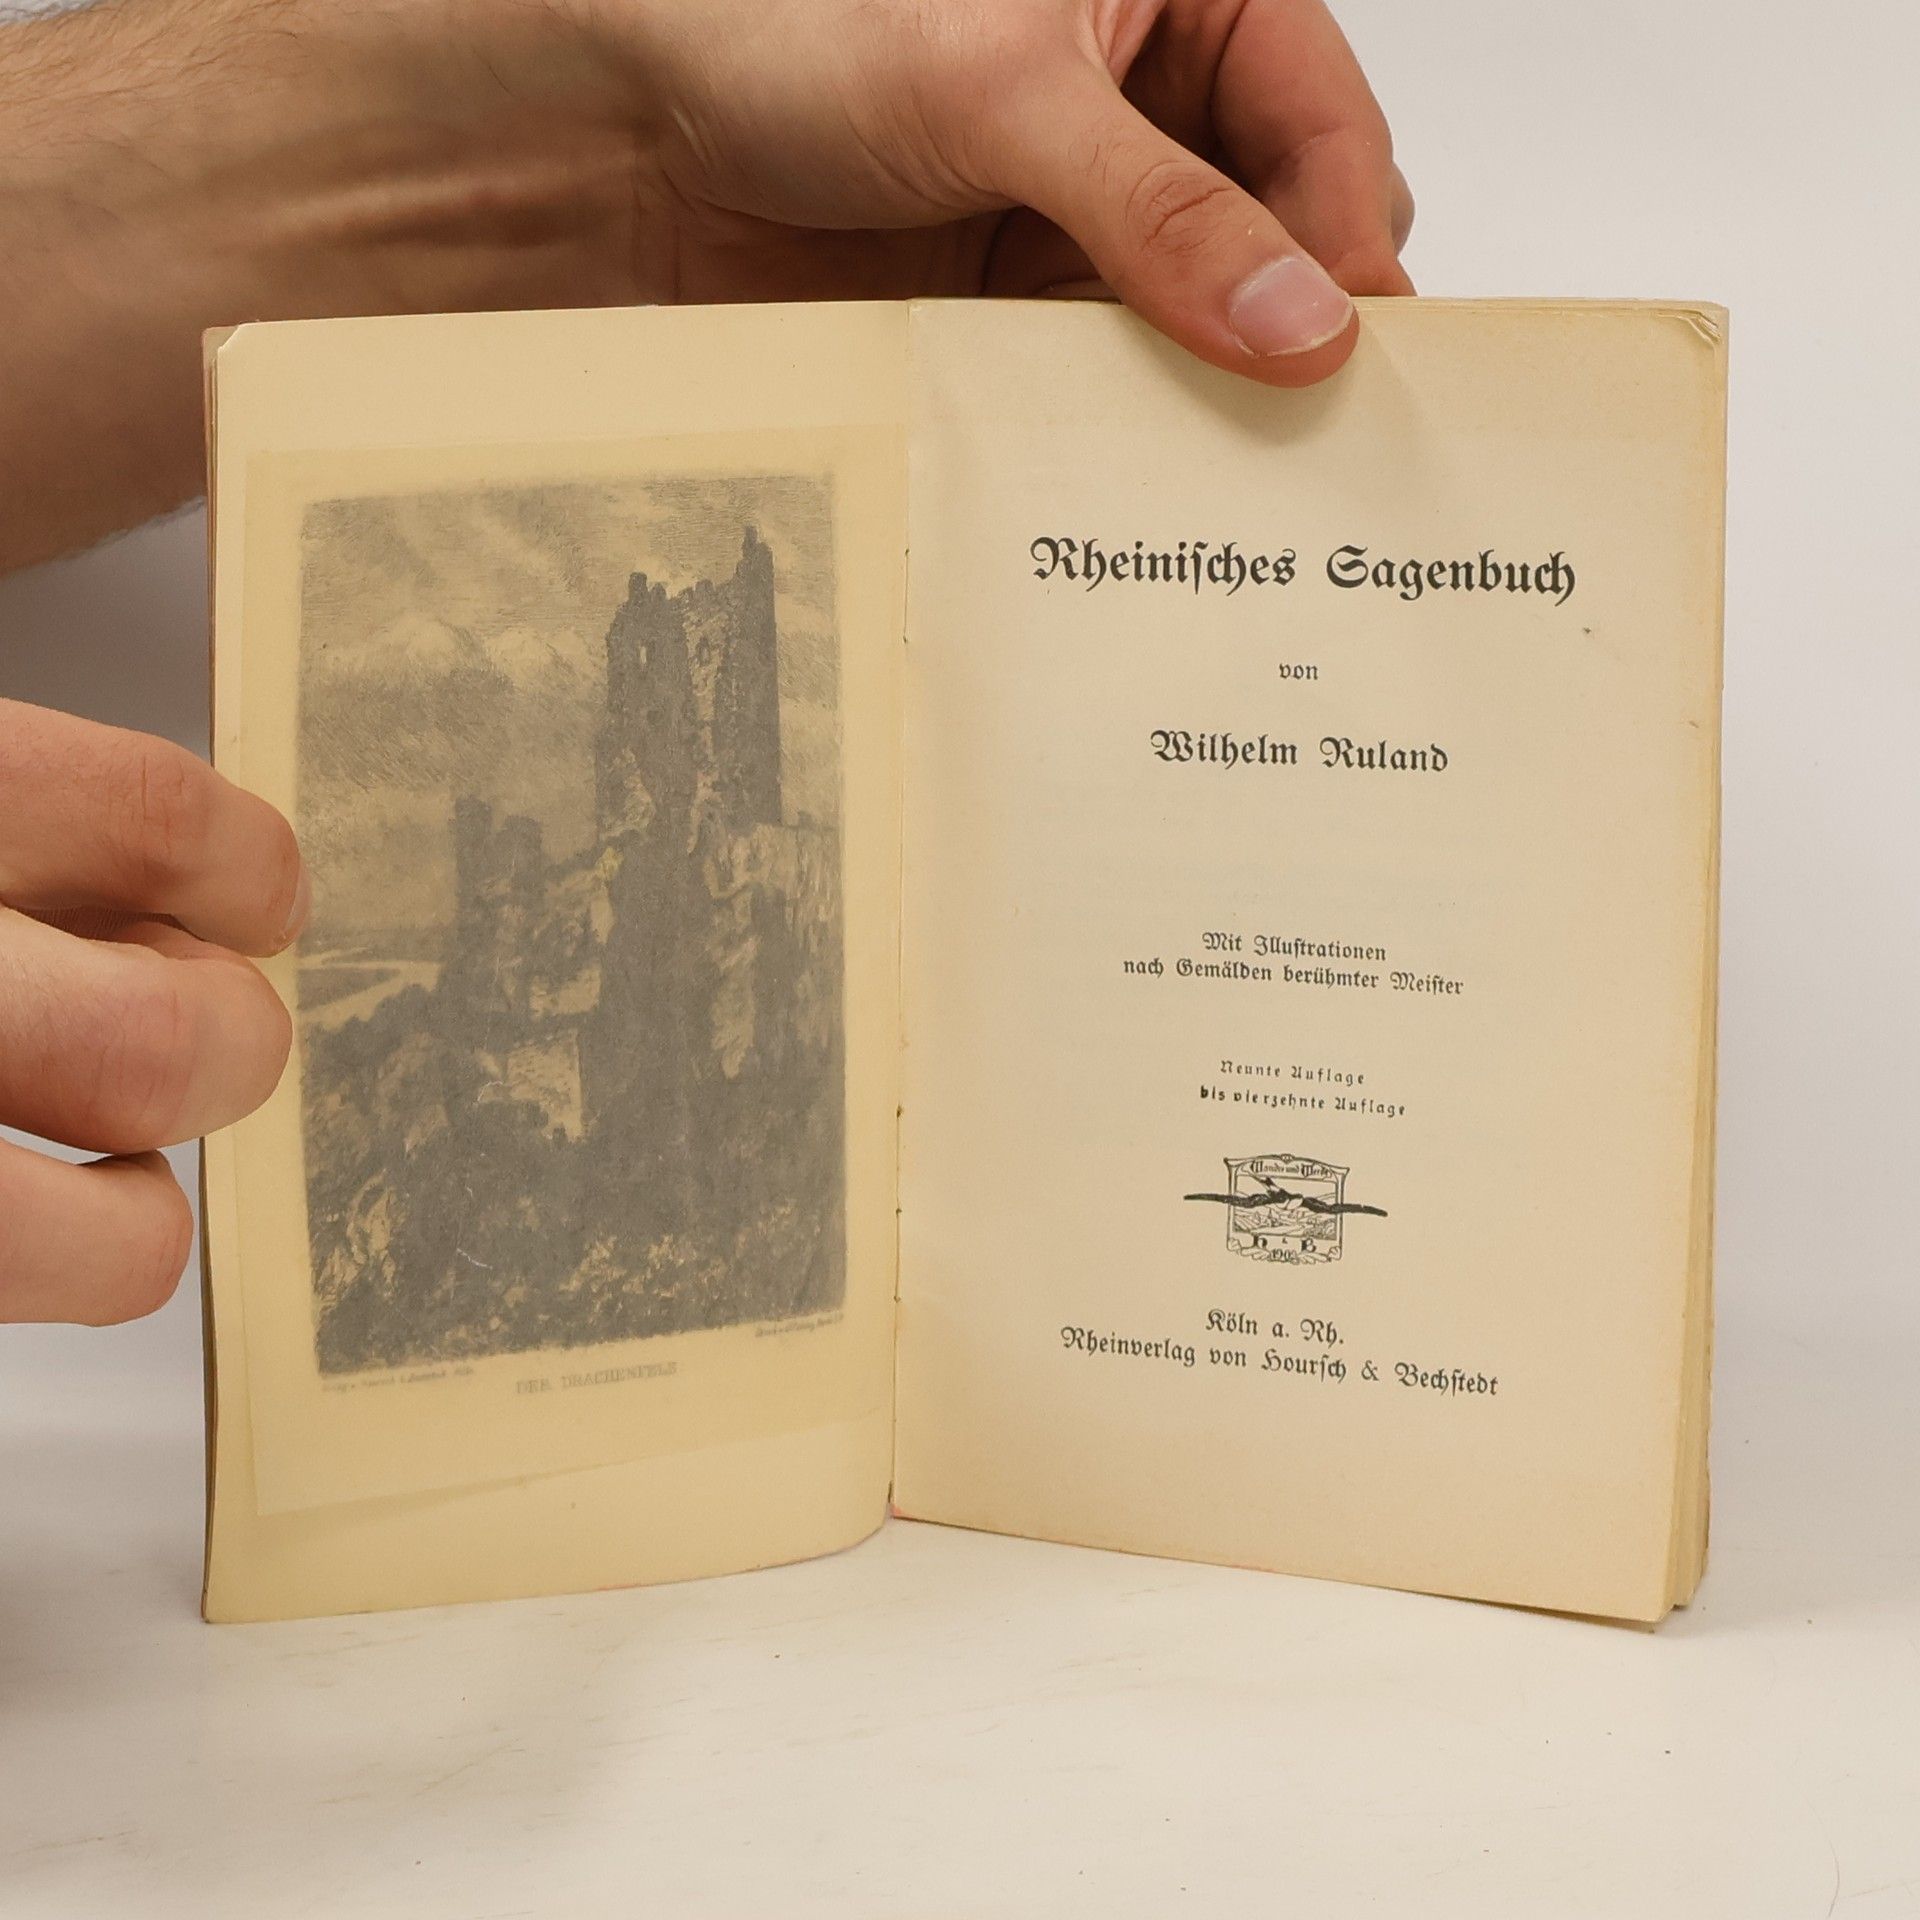 DER DRACHENFELS
Rheinisches Sagenbuch
von
Wilhelm Ruland
Mit Illustrationen
nach Gemälden berühmter Meister
Neunte Auflage
bis vierzehnte Auflage
H & B
Köln a. Rh.
Rheinverlag von Hoursch & Bechstedt